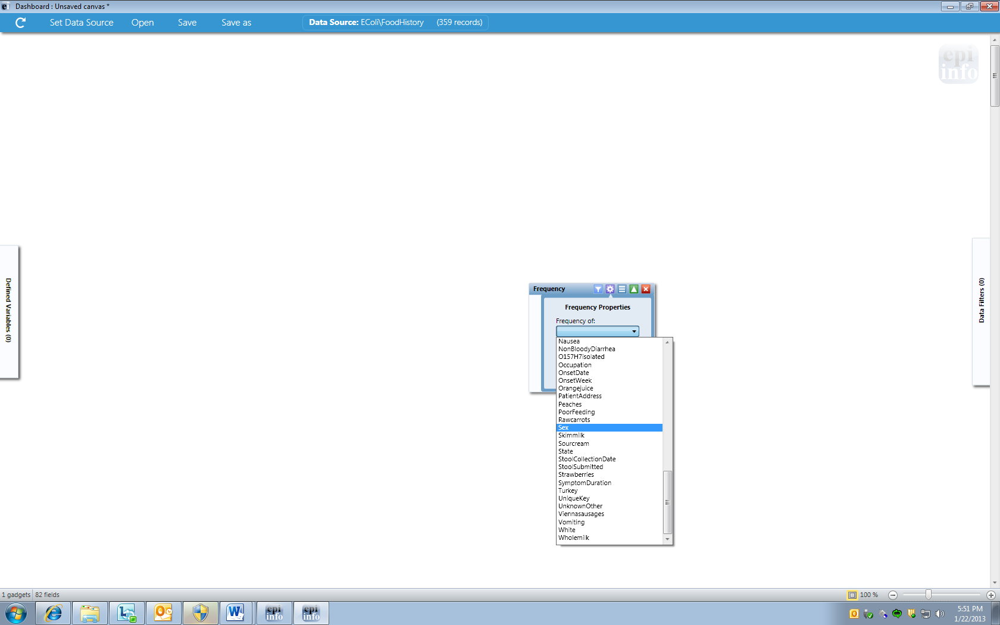 Dashboard : Unsaved canvas *
Set Data Source Open Save Save as Data Source: EColi\FoodHistory (359 records)
epi
info
Defined Variables (0)
Data Filters (0)
Frequency
Frequency Properties
Frequency of:
Nausea
NonBloodyDiarrhea
O157H7isolated
Occupation
OnsetDate
OnsetWeek
Orangejuice
PatientAddress
Peaches
PoorFeeding
Rawcarrots
Sex
Skimmilk
Sourcream
State
StoolCollectionDate
StoolSubmitted
Strawberries
SymptomDuration
Turkey
UniqueKey
UnknownOther
Viennasausages
Vomiting
White
Wholemilk
1 gadgets 82 fields 100 %
epi
info
epi
info
5:51 PM
1/22/2013